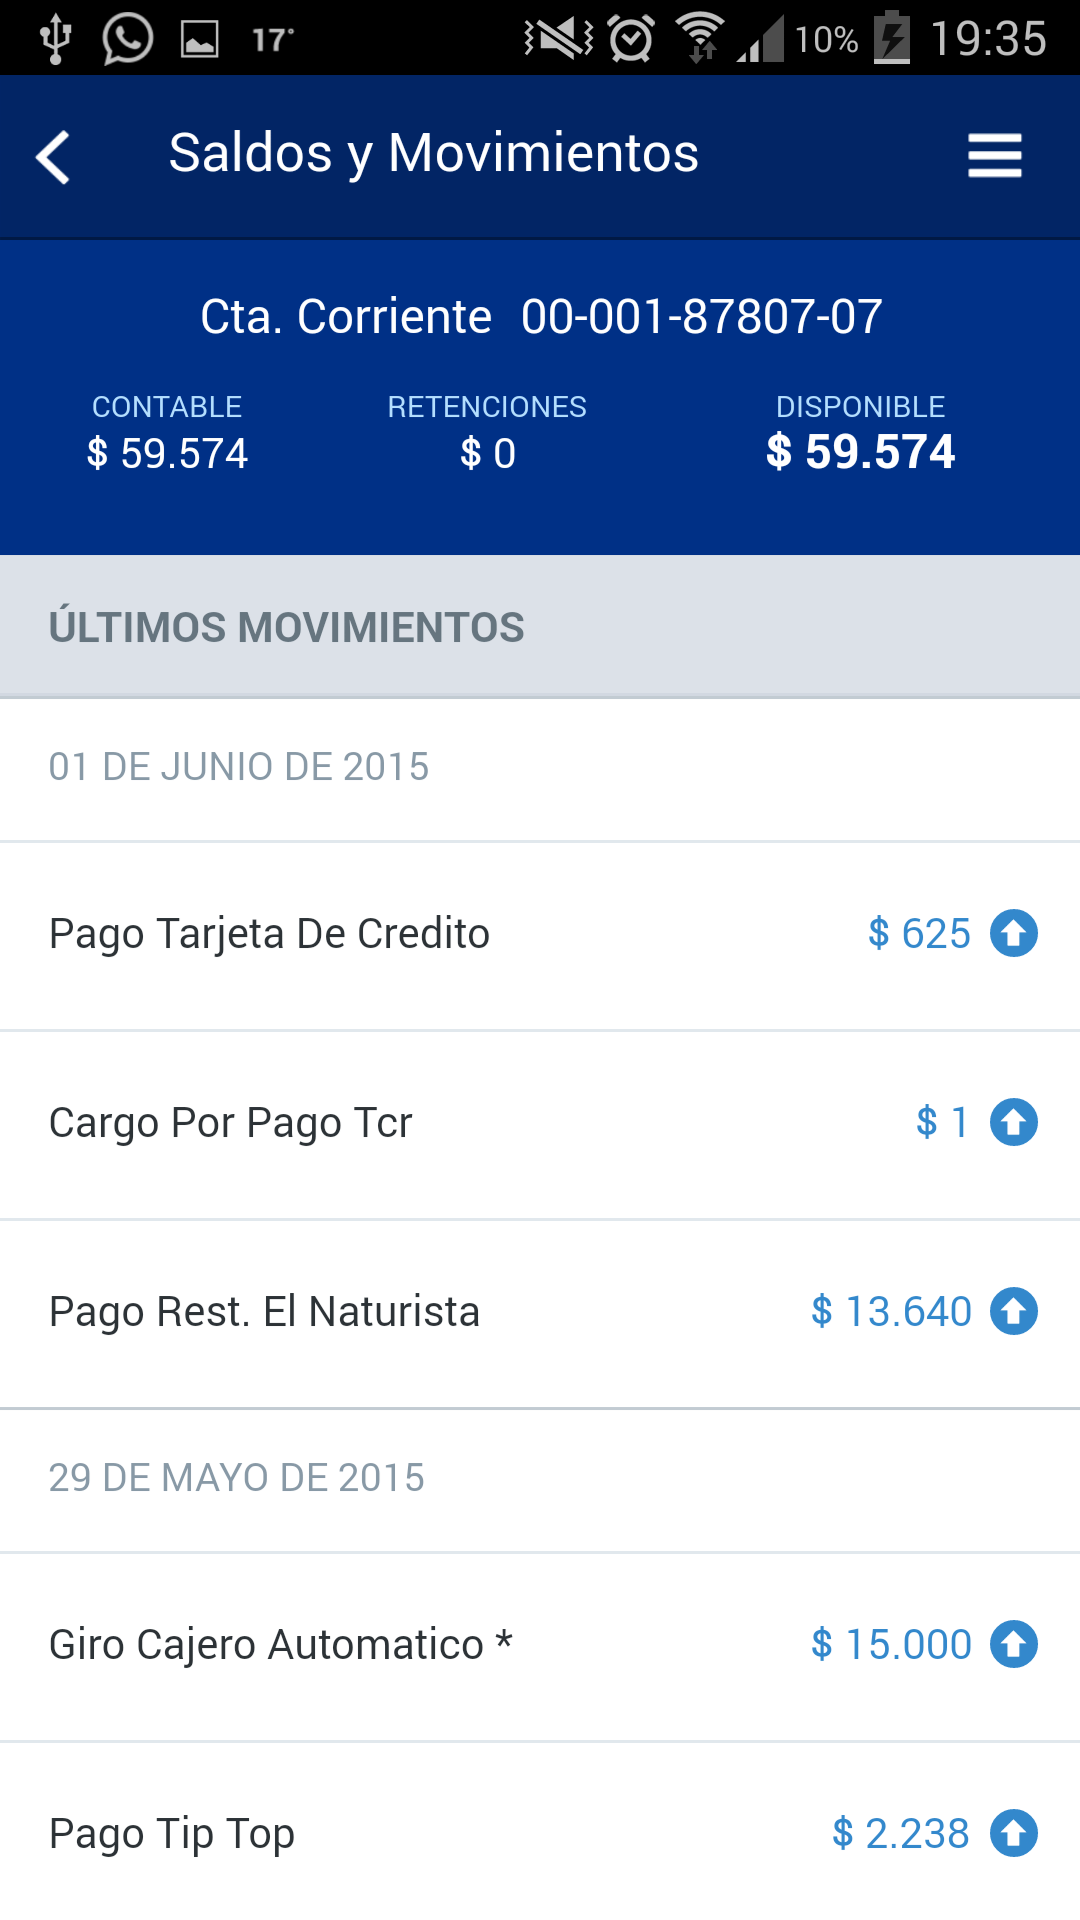 17° 10% 19:35
Saldos y Movimientos
Cta. Corriente 00-001-87807-07
CONTABLE RETENCIONES DISPONIBLE
$ 59.574 $ 0 $ 59.574
ÚLTIMOS MOVIMIENTOS
01 DE JUNIO DE 2015
Pago Tarjeta De Credito $ 625
Cargo Por Pago Tcr $ 1
Pago Rest. El Naturista $ 13.640
29 DE MAYO DE 2015
Giro Cajero Automatico * $ 15.000
Pago Tip Top $ 2.238